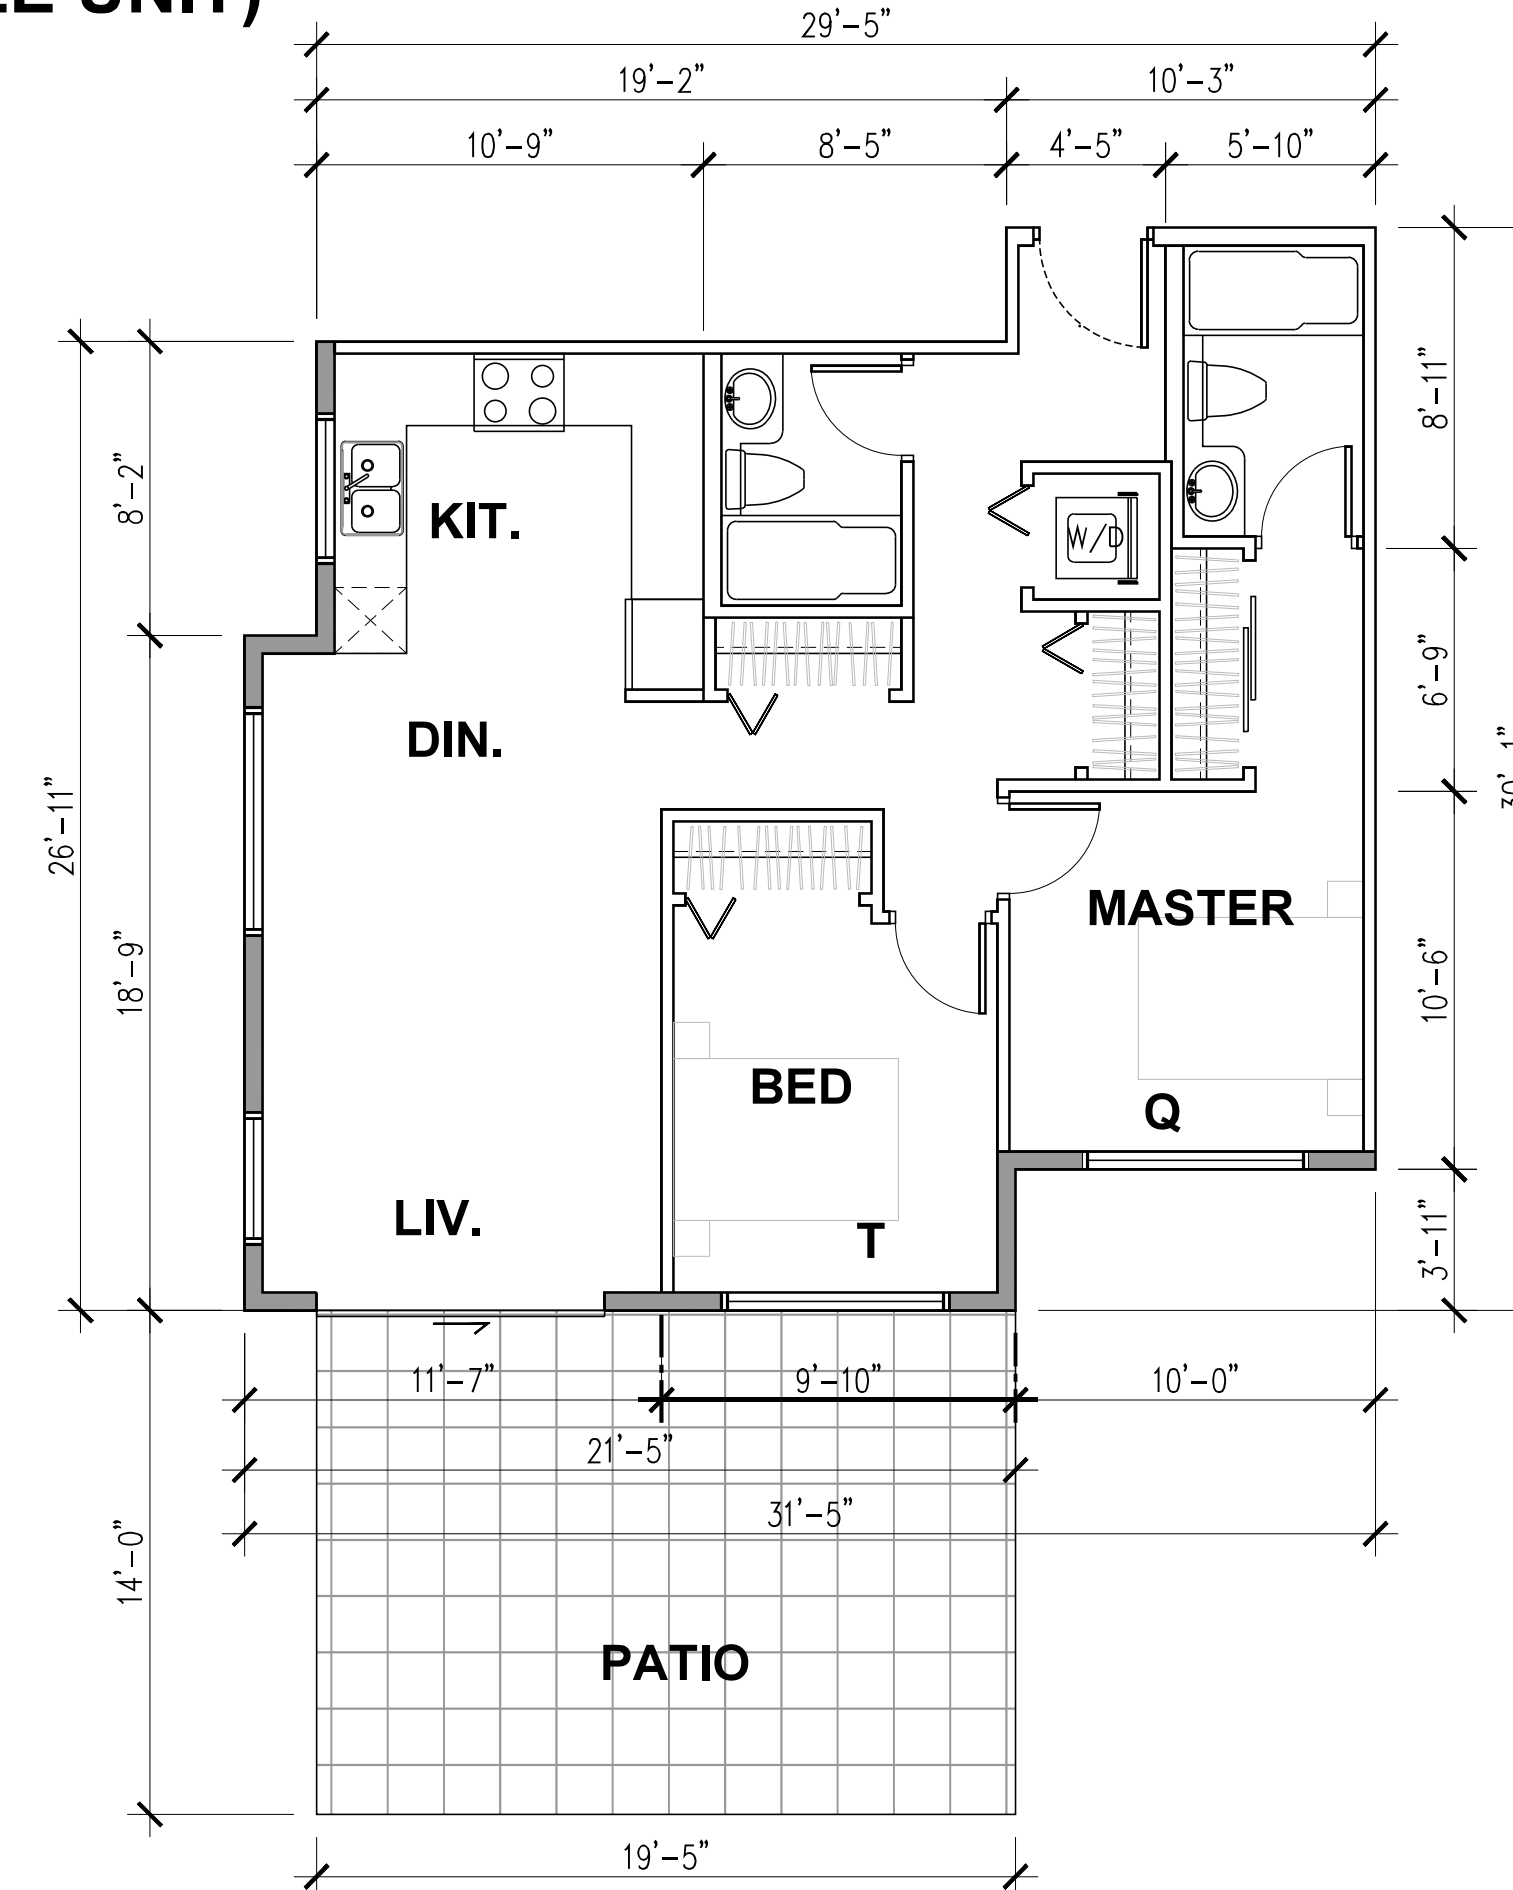 UNIT)
29'-5"
19'-2"
10'-3"
10'-9"
8'-5"
4'-5"
5'-10"
8'-11"
8'-2"
KIT.
W/D
6'-9"
DIN.
26'-11"
18'-9"
MASTER
10'-6"
BED
Q
LIV.
T
3'-11"
11'-7"
9'-10"
10'-0"
21'-5"
31'-5"
14'-0"
PATIO
19'-5"